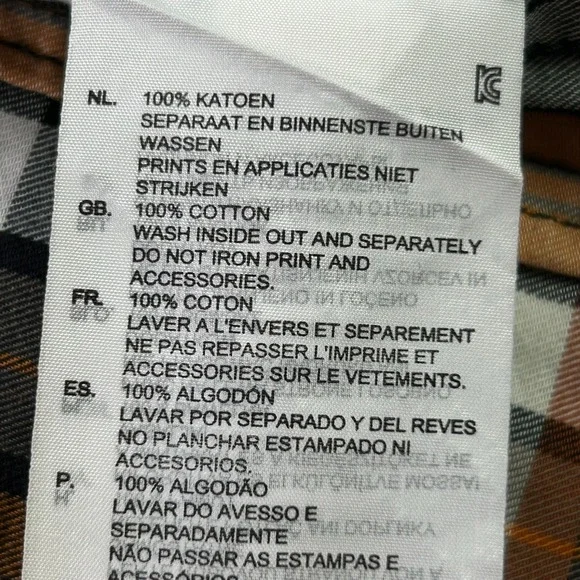 NL. 100% KATOEN
SEPARAAT EN BINNENSTE BUITEN
WASSEN
PRINTS EN APPLICATIES NIET
STRIJKEN
GB. 100% COTTON
WASH INSIDE OUT AND SEPARATELY
DO NOT IRON PRINT AND
ACCESSORIES.
FR. 100% COTON
LAVER A L'ENVERS ET SEPAREMENT
NE PAS REPASSER L'IMPRIME ET
ACCESSORIES SUR LE VETEMENTS.
ES. 100% ALGODÓN
LAVAR POR SEPARADO Y DEL REVES
NO PLANCHAR ESTAMPADO NI
ACCESORIOS.
P. 100% ALGODÃO
LAVAR DO AVESSO E
SEPARADAMENTE
NÃO PASSAR AS ESTAMPAS E
ACESSÓRIOS